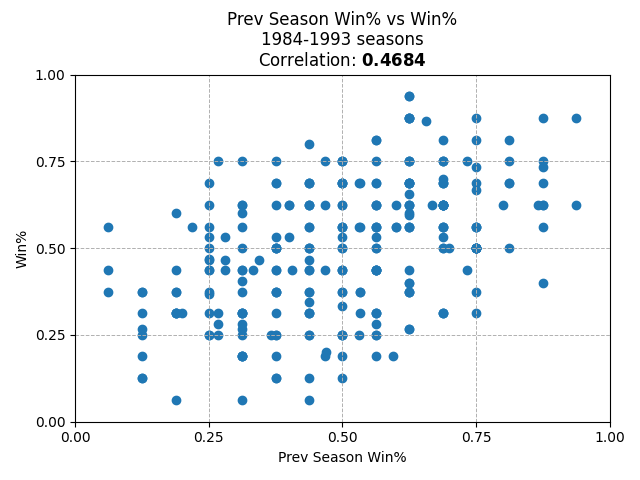 Prev Season Win% vs Win%
1984-1993 seasons
Correlation: 0.4684
1.00
0.75
0.50
0.25
0.00
Win%
0.00 0.25 0.50 0.75 1.00
Prev Season Win%